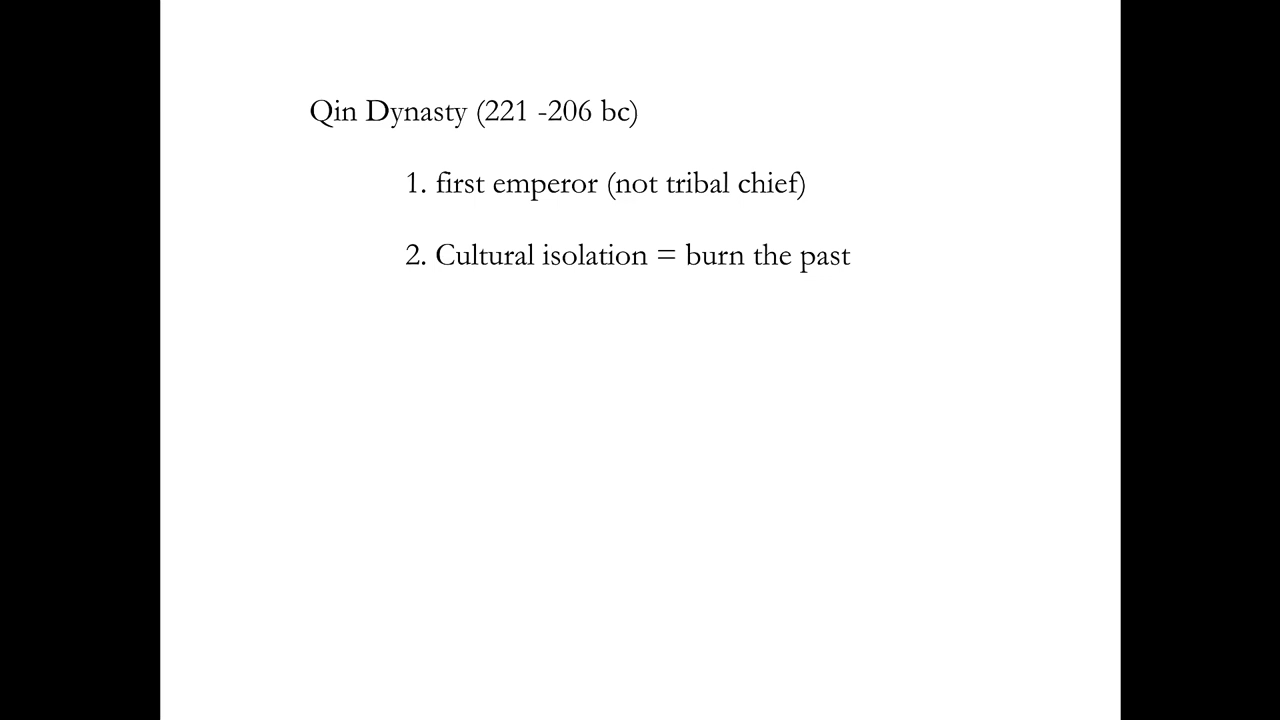 Qin Dynasty (221 -206 bc)
1. first emperor (not tribal chief)
2. Cultural isolation = burn the past